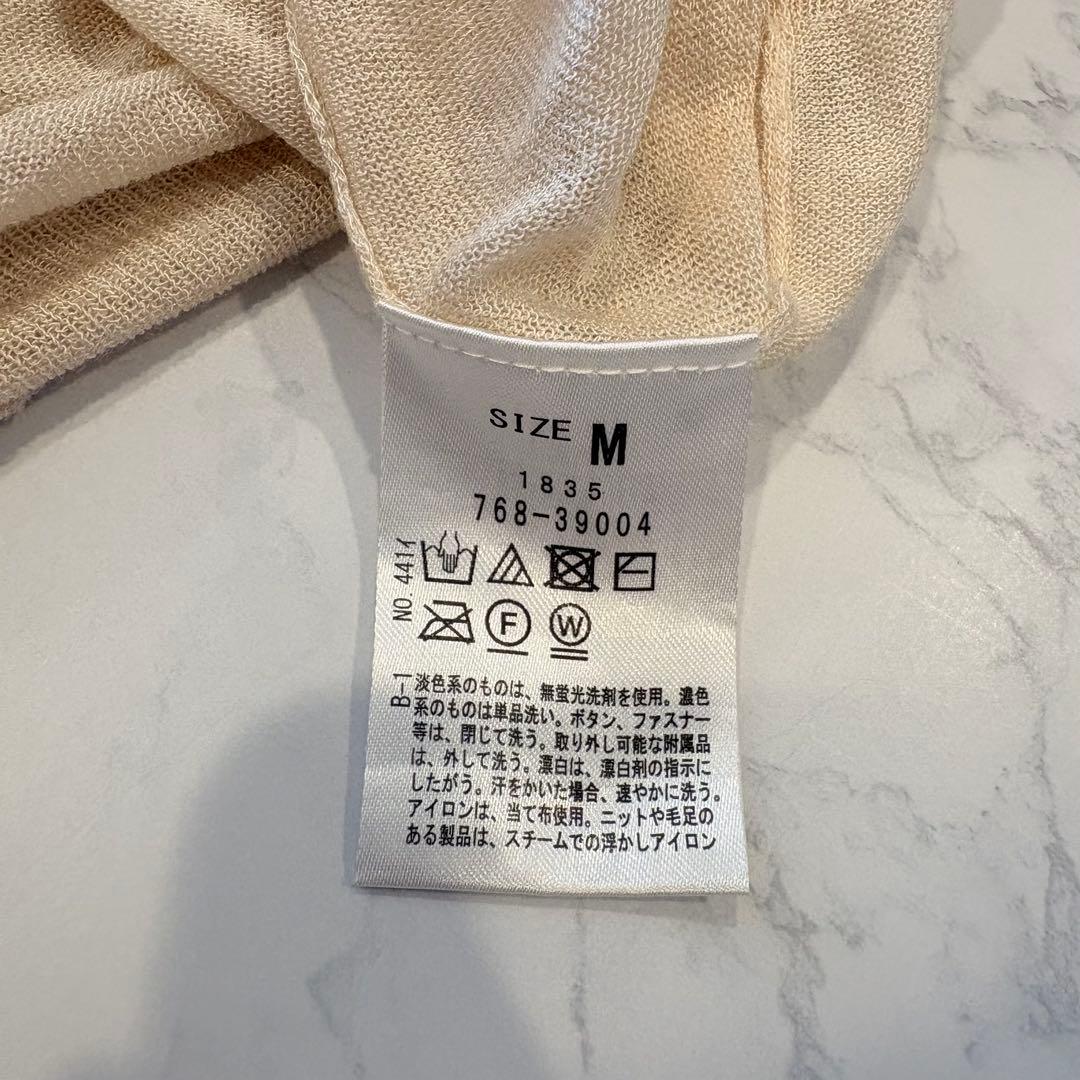 SIZE M
1835
768-39004
NO. 441イ
F
W
B-1
淡色系のものは、無蛍光洗剤を使用。濃色
系のものは単品洗い。ボタン、ファスナー
等は、閉じて洗う。取り外し可能な附属品
は、外して洗う。漂白は、漂白剤の指示に
したがう。汗をかいた場合、速やかに洗う。
アイロンは、当て布使用。ニットや毛足の
ある製品は、スチームでの浮かしアイロン